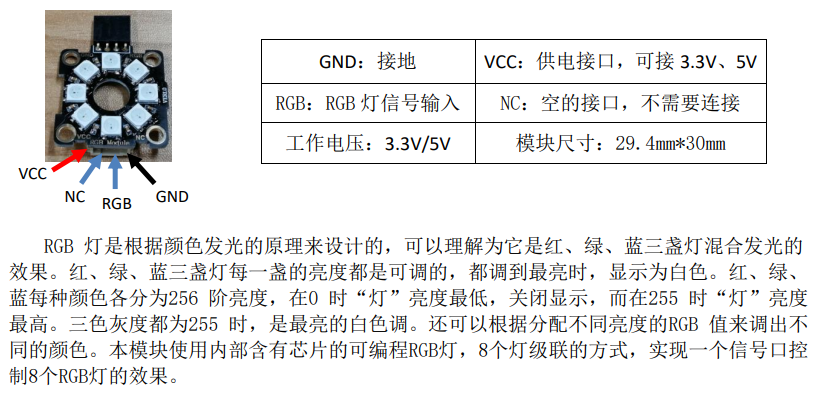 VCC
NC
RGB Module
VCC
NC
RGB
GND
GND：接地
VCC：供电接口，可接 3.3V、5V
RGB：RGB 灯信号输入
NC：空的接口，不需要连接
工作电压：3.3V/5V
模块尺寸：29.4mm*30mm
RGB 灯是根据颜色发光的原理来设计的，可以理解为它是红、绿、蓝三盏灯混合发光的
效果。红、绿、蓝三盏灯每一盏的亮度都是可调的，都调到最亮时，显示为白色。红、绿、
蓝每种颜色各分为256 阶亮度，在0 时“灯”亮度最低，关闭显示，而在255 时“灯”亮度
最高。三色灰度都为255 时，是最亮的白色调。还可以根据分配不同亮度的RGB 值来调出不
同的颜色。本模块使用内部含有芯片的可编程RGB灯，8个灯级联的方式，实现一个信号口控
制8个RGB灯的效果。